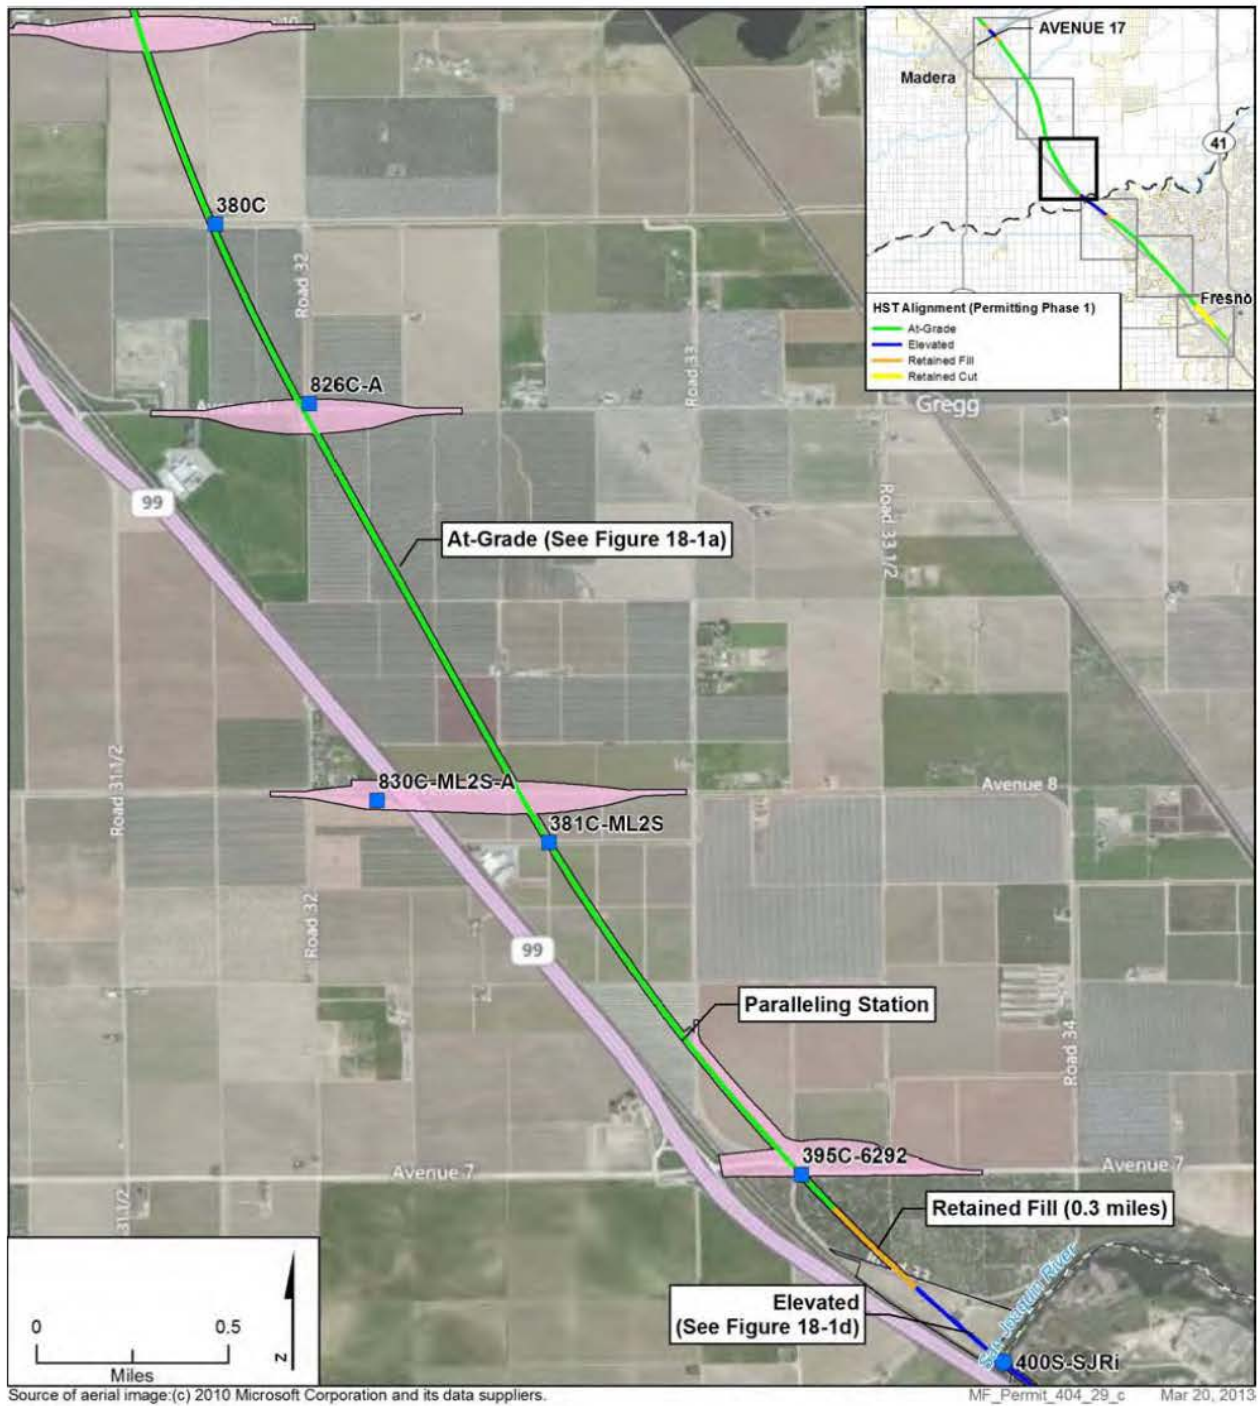 AVENUE 17
Madera
41
Fresno
HST Alignment (Permitting Phase 1)
At-Grade
Elevated
Retained Fill
Retained Cut
380C
Road 32
826C-A
Road 33
Gregg
99
At-Grade (See Figure 18-1a)
Road 33 1/2
830C-ML2S-A
Avenue 8
381C-ML2S
Road 31 1/2
Road 32
99
Paralleling Station
Road 34
395C-6292
Avenue 7
Avenue 7
Retained Fill (0.3 miles)
31 1/2
San Joaquin River
Elevated
(See Figure 18-1d)
400S-SJRi
0 0.5
Miles
N
Source of aerial image:(c) 2010 Microsoft Corporation and its data suppliers.
MF_Permit_404_29_c Mar 20, 2013